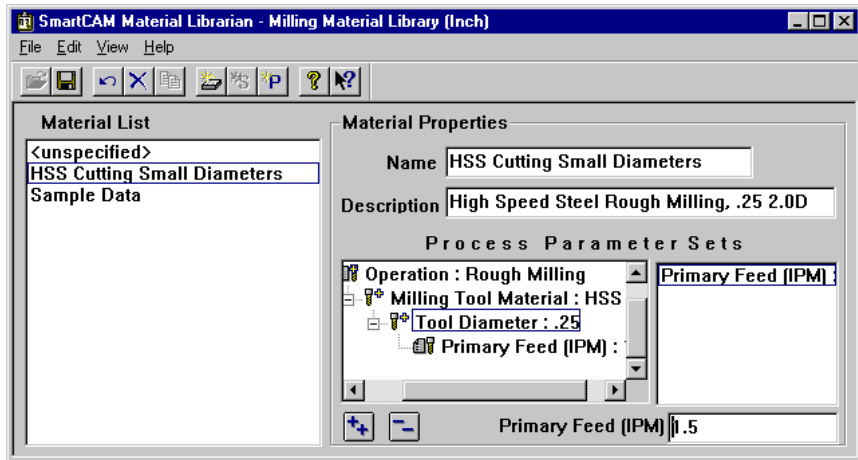 SmartCAM Material Librarian - Milling Material Library (Inch)
File Edit View Help
Material List
<unspecified>
HSS Cutting Small Diameters
Sample Data
Material Properties
Name HSS Cutting Small Diameters
Description High Speed Steel Rough Milling, .25 2.0D
Process Parameter Sets
Operation : Rough Milling
Milling Tool Material : HSS
Tool Diameter : .25
Primary Feed (IPM) :
Primary Feed (IPM) :
Primary Feed (IPM) 1.5